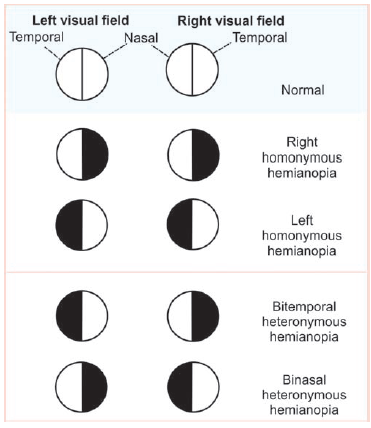 Left visual field Right visual field
Temporal Nasal Temporal
Normal
Right
homonymous
hemianopia
Left
homonymous
hemianopia
Bitemporal
heteronymous
hemianopia
Binasal
heteronymous
hemianopia